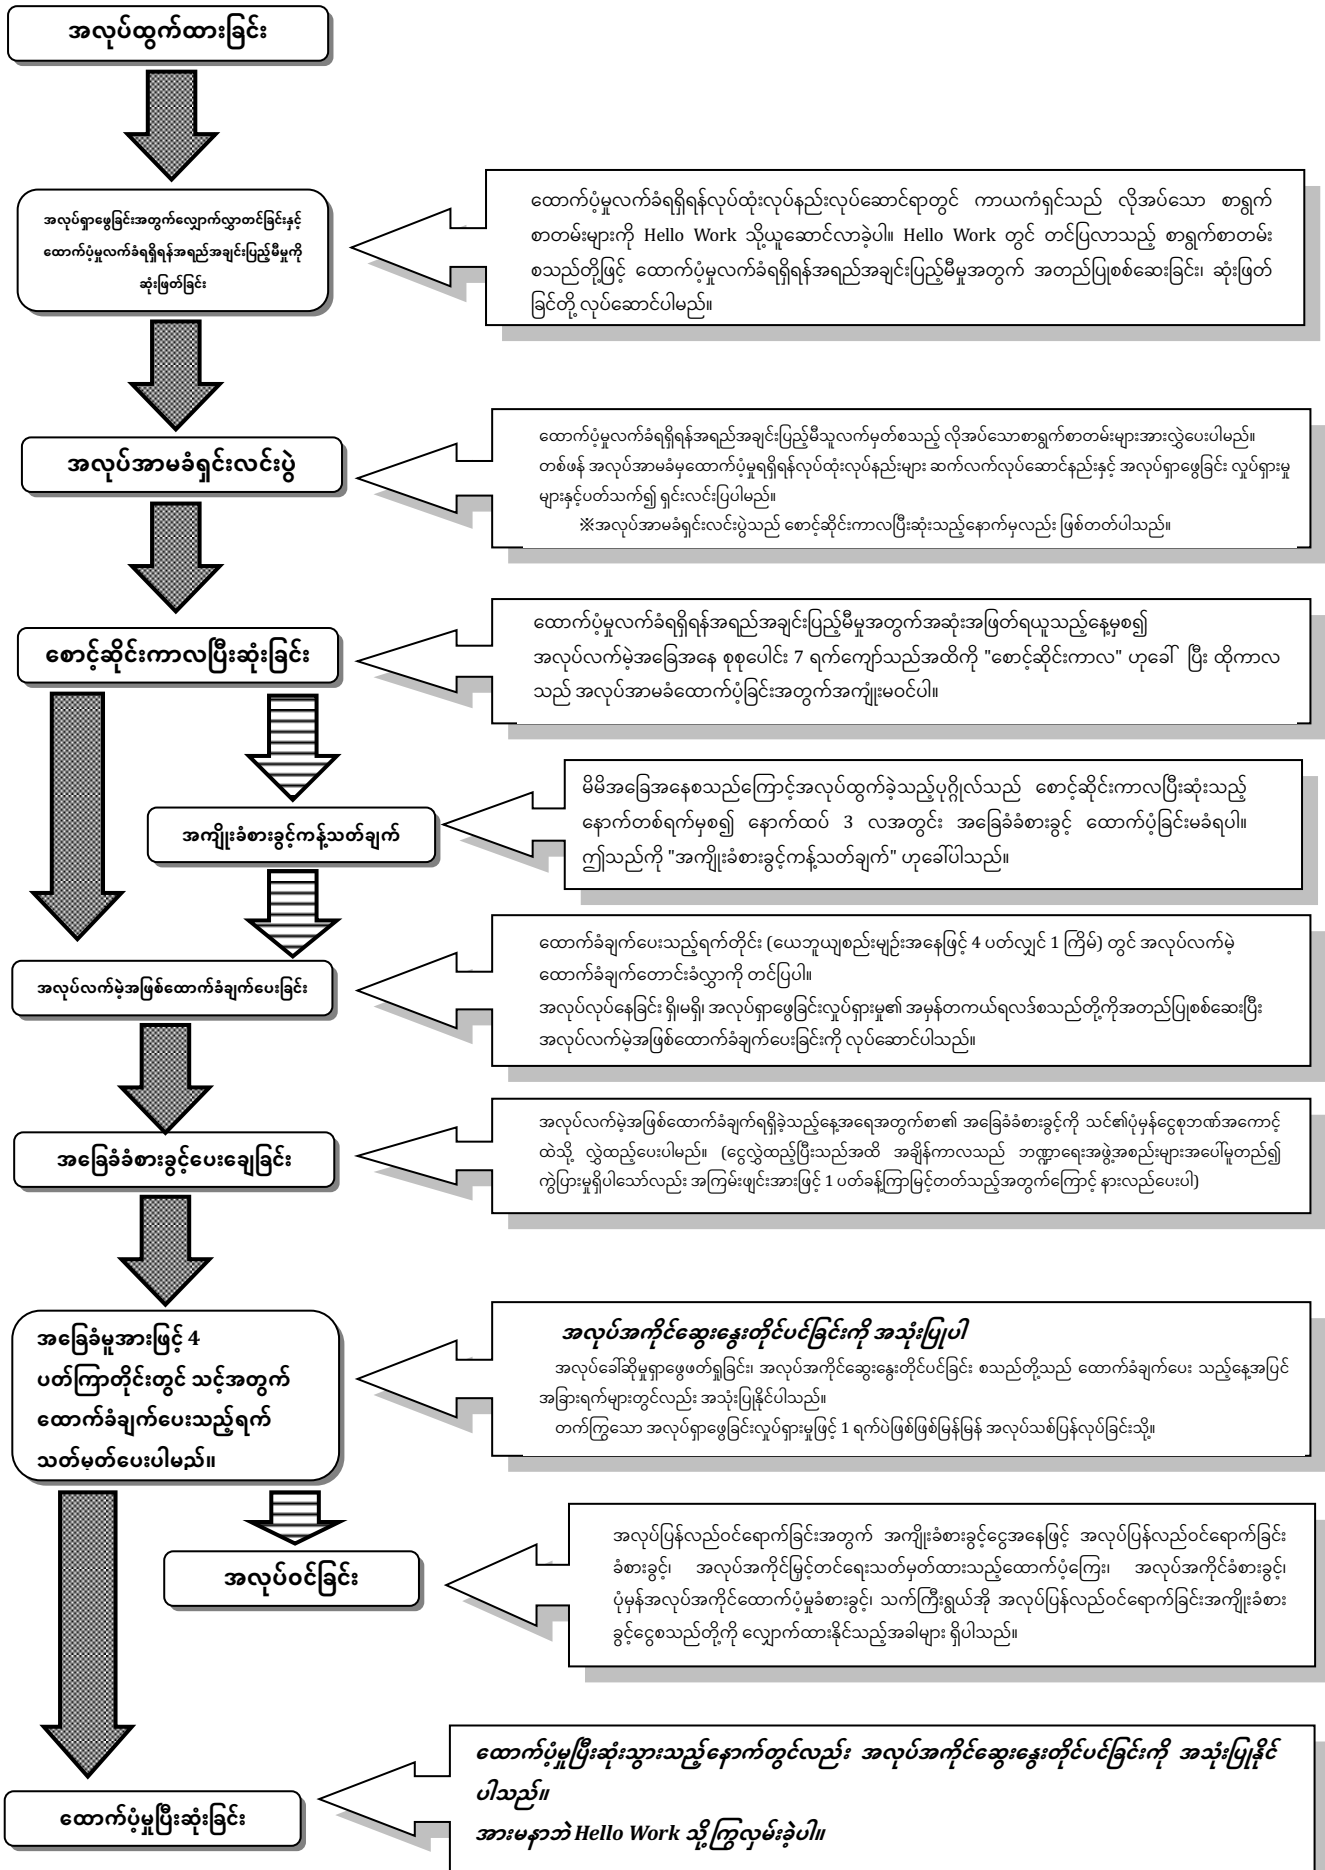 အလုပ်ထွက်ထားခြင်း
အလုပ်ရှာဖွေခြင်းအတွက်လျှောက်လွှာတင်ခြင်းနှင့်
ထောက်ပံ့မှုလက်ခံရရှိရန်အရည်အချင်းပြည့်မီမှုကို
ဆုံးဖြတ်ခြင်း
ထောက်ပံ့မှုလက်ခံရရှိရန်လုပ်ထုံးလုပ်နည်းလုပ်ဆောင်ရာတွင် ကာယကံရှင်သည် လိုအပ်သော စာရွက်
စာတမ်းများကို Hello Work သို့ယူဆောင်လာခဲ့ပါ။ Hello Work တွင် တင်ပြလာသည့် စာရွက်စာတမ်း
စသည်တို့ဖြင့် ထောက်ပံ့မှုလက်ခံရရှိရန်အရည်အချင်းပြည့်မီမှုအတွက် အတည်ပြုစစ်ဆေးခြင်း၊ ဆုံးဖြတ်
ခြင်တို့ လုပ်ဆောင်ပါမည်။
အလုပ်အာမခံရှင်းလင်းပွဲ
ထောက်ပံ့မှုလက်ခံရရှိရန်အရည်အချင်းပြည့်မီသူလက်မှတ်စသည့် လိုအပ်သောစာရွက်စာတမ်းများအားလွှဲပေးပါမည်။
တစ်ဖန် အလုပ်အာမခံမှထောက်ပံ့မှုရရှိရန်လုပ်ထုံးလုပ်နည်းများ ဆက်လက်လုပ်ဆောင်နည်းနှင့် အလုပ်ရှာဖွေခြင်း လှုပ်ရှားမှု
များနှင့်ပတ်သက်၍ ရှင်းလင်းပြပါမည်။
※အလုပ်အာမခံရှင်းလင်းပွဲသည် စောင့်ဆိုင်းကာလပြီးဆုံးသည့်နောက်မှလည်း ဖြစ်တတ်ပါသည်။
စောင့်ဆိုင်းကာလပြီးဆုံးခြင်း
ထောက်ပံ့မှုလက်ခံရရှိရန်အရည်အချင်းပြည့်မီမှုအတွက်အဆုံးအဖြတ်ရယူသည့်နေ့မှစ၍
အလုပ်လက်မဲ့အခြေအနေ စုစုပေါင်း 7 ရက်ကျော်သည်အထိကို "စောင့်ဆိုင်းကာလ" ဟုခေါ် ပြီး ထိုကာလ
သည် အလုပ်အာမခံထောက်ပံ့ခြင်းအတွက်အကျုံးမဝင်ပါ။
အကျိုးခံစားခွင့်ကန့်သတ်ချက်
မိမိအခြေအနေစသည်ကြောင့်အလုပ်ထွက်ခဲ့သည့်ပုဂ္ဂိုလ်သည် စောင့်ဆိုင်းကာလပြီးဆုံးသည့်
နောက်တစ်ရက်မှစ၍ နောက်ထပ် 3 လအတွင်း အခြေခံခံစားခွင့် ထောက်ပံ့ခြင်းမခံရပါ။
ဤသည်ကို "အကျိုးခံစားခွင့်ကန့်သတ်ချက်" ဟုခေါ်ပါသည်။
အလုပ်လက်မဲ့အဖြစ်ထောက်ခံချက်ပေးခြင်း
ထောက်ခံချက်ပေးသည့်ရက်တိုင်း (ယေဘူယျစည်းမျဉ်းအနေဖြင့် 4 ပတ်လျှင် 1 ကြိမ်) တွင် အလုပ်လက်မဲ့
ထောက်ခံချက်တောင်းခံလွှာကို တင်ပြပါ။
အလုပ်လုပ်နေခြင်း ရှိ၊မရှိ၊ အလုပ်ရှာဖွေခြင်းလှုပ်ရှားမှု၏ အမှန်တကယ်ရလဒ်စသည်တို့ကိုအတည်ပြုစစ်ဆေးပြီး
အလုပ်လက်မဲ့အဖြစ်ထောက်ခံချက်ပေးခြင်းကို လုပ်ဆောင်ပါသည်။
အခြေခံခံစားခွင့်ပေးချေခြင်း
အလုပ်လက်မဲ့အဖြစ်ထောက်ခံချက်ရရှိခဲ့သည့်နေ့အရေအတွက်စာ၏ အခြေခံခံစားခွင့်ကို သင်၏ပုံမှန်ငွေစုဘဏ်အကောင့်
ထဲသို့ လွှဲထည့်ပေးပါမည်။ (ငွေလွှဲထည့်ပြီးသည်အထိ အချိန်ကာလသည် ဘဏ္ဍာရေးအဖွဲ့အစည်းများအပေါ်မူတည်၍
ကွဲပြားမှုရှိပါသော်လည်း အကြမ်းဖျင်းအားဖြင့် 1 ပတ်ခန့်ကြာမြင့်တတ်သည့်အတွက်ကြောင့် နားလည်ပေးပါ)
အခြေခံမူအားဖြင့် 4
ပတ်ကြာတိုင်းတွင် သင့်အတွက်
ထောက်ခံချက်ပေးသည့်ရက်
သတ်မှတ်ပေးပါမည်။
အလုပ်အကိုင်ဆွေးနွေးတိုင်ပင်ခြင်းကို အသုံးပြုပါ
အလုပ်ခေါ်ဆိုမှုရှာဖွေဖတ်ရှုခြင်း၊ အလုပ်အကိုင်ဆွေးနွေးတိုင်ပင်ခြင်း စသည်တို့သည် ထောက်ခံချက်ပေး သည့်နေ့အပြင်
အခြားရက်များတွင်လည်း အသုံးပြုနိုင်ပါသည်။
တက်ကြွသော အလုပ်ရှာဖွေခြင်းလှုပ်ရှားမှုဖြင့် 1 ရက်ပဲဖြစ်ဖြစ်မြန်မြန် အလုပ်သစ်ပြန်လုပ်ခြင်းသို့။
အလုပ်ဝင်ခြင်း
အလုပ်ပြန်လည်ဝင်ရောက်ခြင်းအတွက် အကျိုးခံစားခွင့်ငွေအနေဖြင့် အလုပ်ပြန်လည်ဝင်ရောက်ခြင်း
ခံစားခွင့်၊ အလုပ်အကိုင်မြှင့်တင်ရေးသတ်မှတ်ထားသည့်ထောက်ပံ့ကြေး၊ အလုပ်အကိုင်ခံစားခွင့်၊
ပုံမှန်အလုပ်အကိုင်ထောက်ပံ့မှုခံစားခွင့်၊ သက်ကြီးရွယ်အို အလုပ်ပြန်လည်ဝင်ရောက်ခြင်းအကျိုးခံစား
ခွင့်ငွေစသည်တို့ကို လျှောက်ထားနိုင်သည့်အခါများ ရှိပါသည်။
ထောက်ပံ့မှုပြီးဆုံးခြင်း
ထောက်ပံ့မှုပြီးဆုံးသွားသည့်နောက်တွင်လည်း အလုပ်အကိုင်ဆွေးနွေးတိုင်ပင်ခြင်းကို အသုံးပြုနိုင်
ပါသည်။
အားမနာဘဲ Hello Work သို့ကြွလှမ်းခဲ့ပါ။